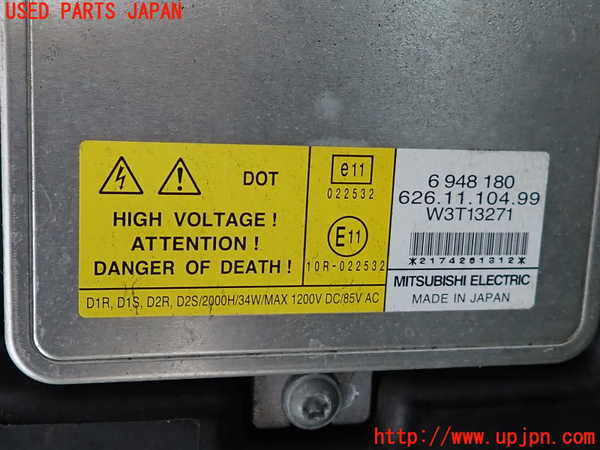 USED PARTS JAPAN
DOT
HIGH VOLTAGE !
ATTENTION !
DANGER OF DEATH !
D1R, D1S, D2R, D2S/2000H/34W/MAX 1200V DC/85V AC
e11
022532
E11
10R-022532
6 948 180
626.11.104.99
W3T13271
*2174261312*
MITSUBISHI ELECTRIC
MADE IN JAPAN
http://www.upjpn.com/